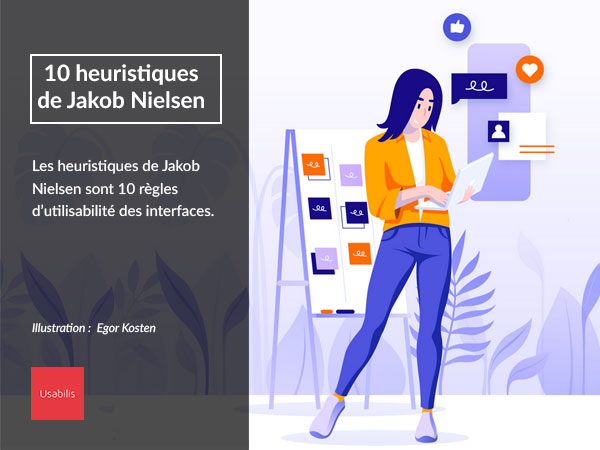 10 heuristiques
de Jakob Nielsen
Les heuristiques de Jakob
Nielsen sont 10 règles
d'utilisabilité des interfaces.
Illustration : Egor Kosten
Usabilis